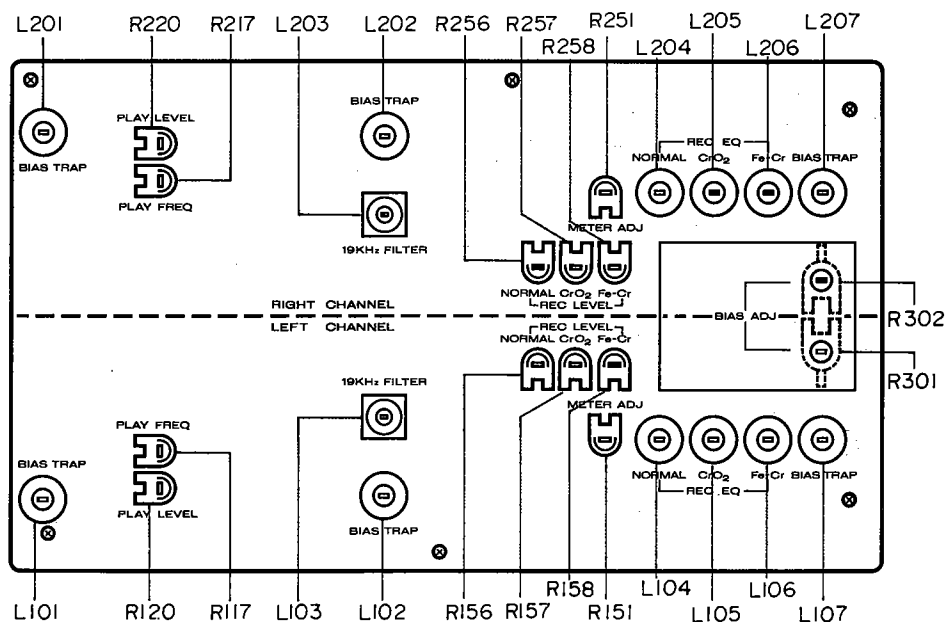 L201 R220 R217 L203 L202 R256 R257 R251 L205 L207
R258 L204 L206
BIAS TRAP
PLAY LEVEL
REC EQ
BIAS TRAP
NORMAL CrO2 Fe-Cr BIAS TRAP
PLAY FREQ
METER ADJ
19KHz FILTER
NORMAL CrO2 Fe-Cr
REC LEVEL
RIGHT CHANNEL
BIAS ADJ
R302
LEFT CHANNEL
REC LEVEL
NORMAL CrO2 Fe-Cr
R301
19KHz FILTER
METER ADJ
PLAY FREQ
BIAS TRAP
NORMAL CrO2 Fe-Cr BIAS TRAP
REC EQ
PLAY LEVEL
BIAS TRAP
R158 L104 L106
L101 R120 R117 L103 L102 R156 R157 R151 L105 L107